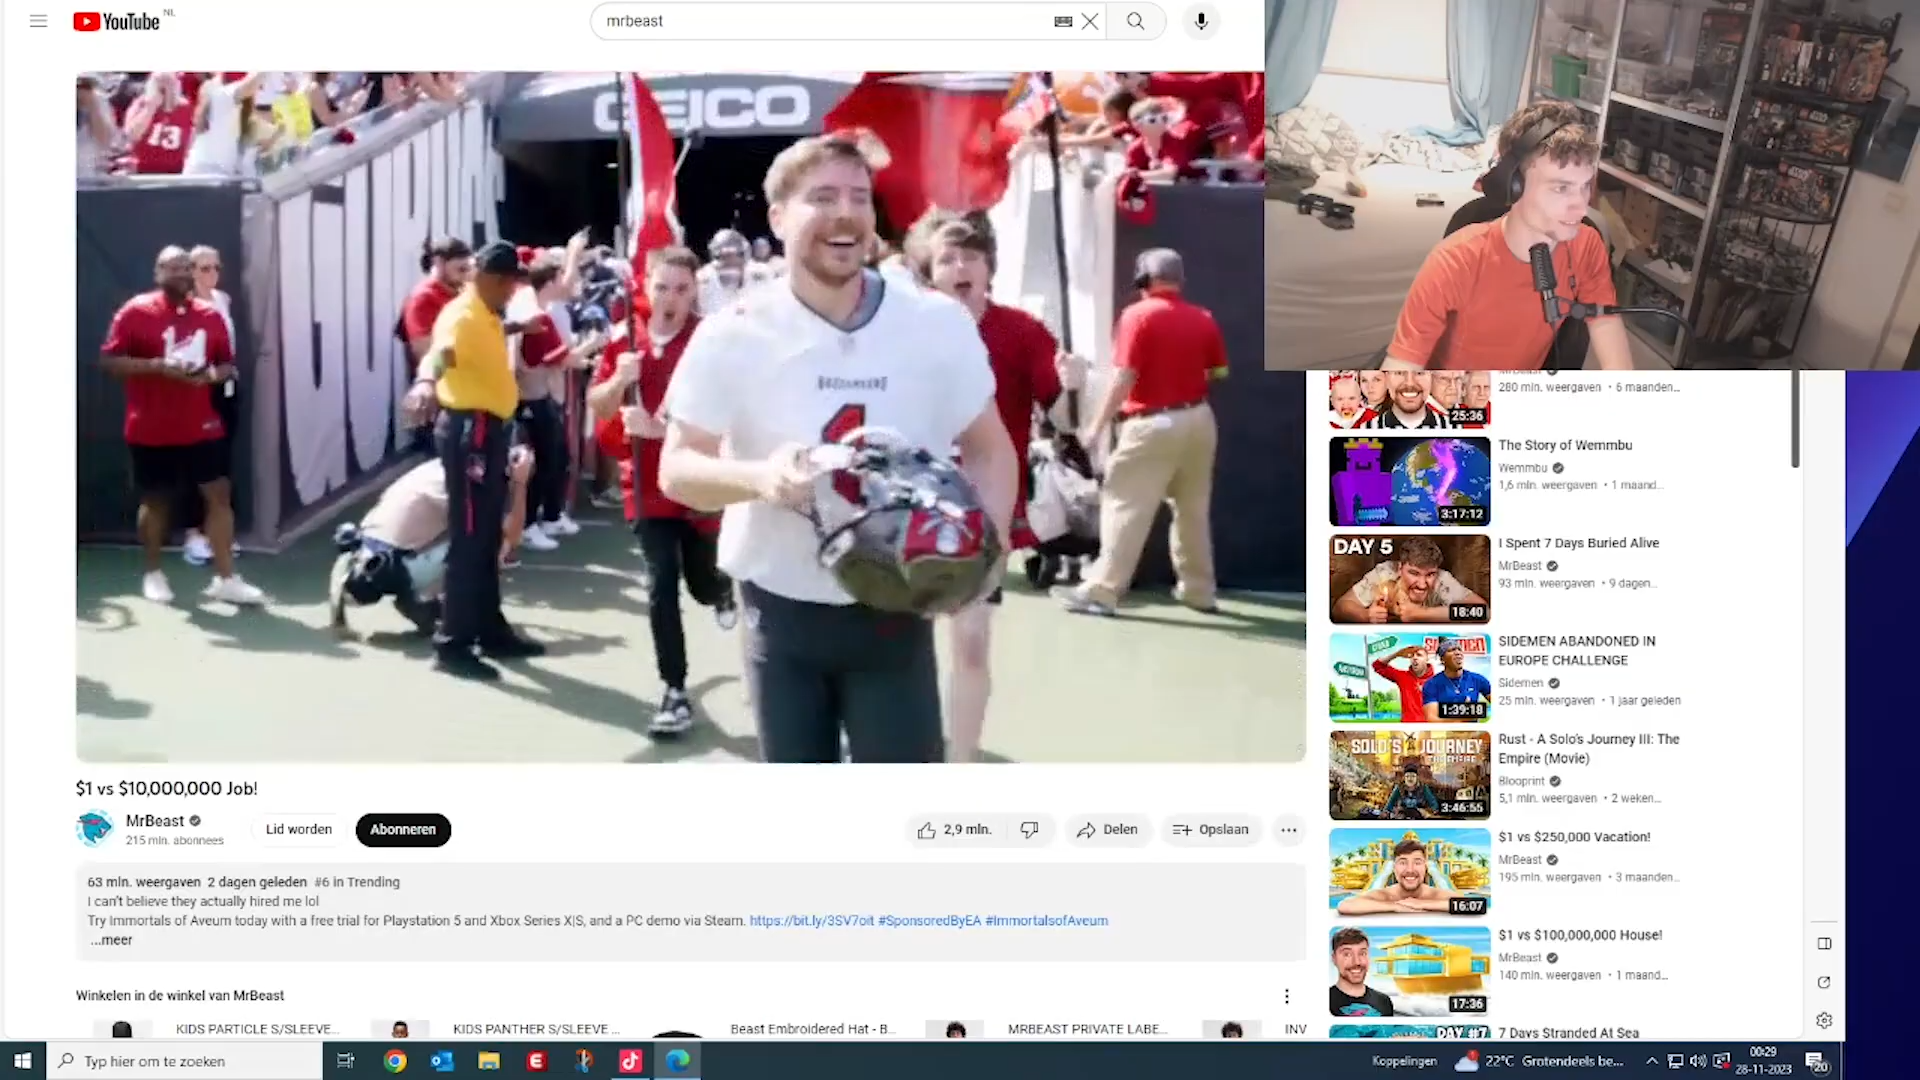 YouTube NL
mrbeast
GEICO
13
14
BUCCANEERS
1
$1 vs $10,000,000 Job!
MrBeast
215 mln. abonnees
Lid worden
Abonneren
2,9 mln.
Delen
Opslaan
63 mln. weergaven 2 dagen geleden #6 in Trending
I can't believe they actually hired me lol
Try Immortals of Aveum today with a free trial for Playstation 5 and Xbox Series X|S, and a PC demo via Steam. https://bit.ly/3SV7oit #SponsoredByEA #ImmortalsofAveum
...meer
Winkelen in de winkel van MrBeast
KIDS PARTICLE S/SLEEVE...
KIDS PANTHER S/SLEEVE ...
Beast Embroidered Hat - B...
MRBEAST PRIVATE LABE...
INV
280 mln. weergaven • 6 maanden...
25:36
The Story of Wemmbu
Wemmbu
1,6 mln. weergaven • 1 maand...
3:17:12
DAY 5
18:40
I Spent 7 Days Buried Alive
MrBeast
93 mln. weergaven • 9 dagen...
SIDEMEN
1:39:18
SIDEMEN ABANDONED IN
EUROPE CHALLENGE
Sidemen
25 mln. weergaven • 1 jaar geleden
SOLO'S JOURNEY
THE EMPIRE
3:46:55
Rust - A Solo's Journey III: The
Empire (Movie)
Blooprint
5,1 mln. weergaven • 2 weken...
16:07
$1 vs $250,000 Vacation!
MrBeast
195 mln. weergaven • 3 maanden...
17:36
$1 vs $100,000,000 House!
MrBeast
140 mln. weergaven • 1 maand...
DAY #7
7 Days Stranded At Sea
Typ hier om te zoeken
Koppelingen
22°C Grotendeels be...
00:29
28-11-2023
20